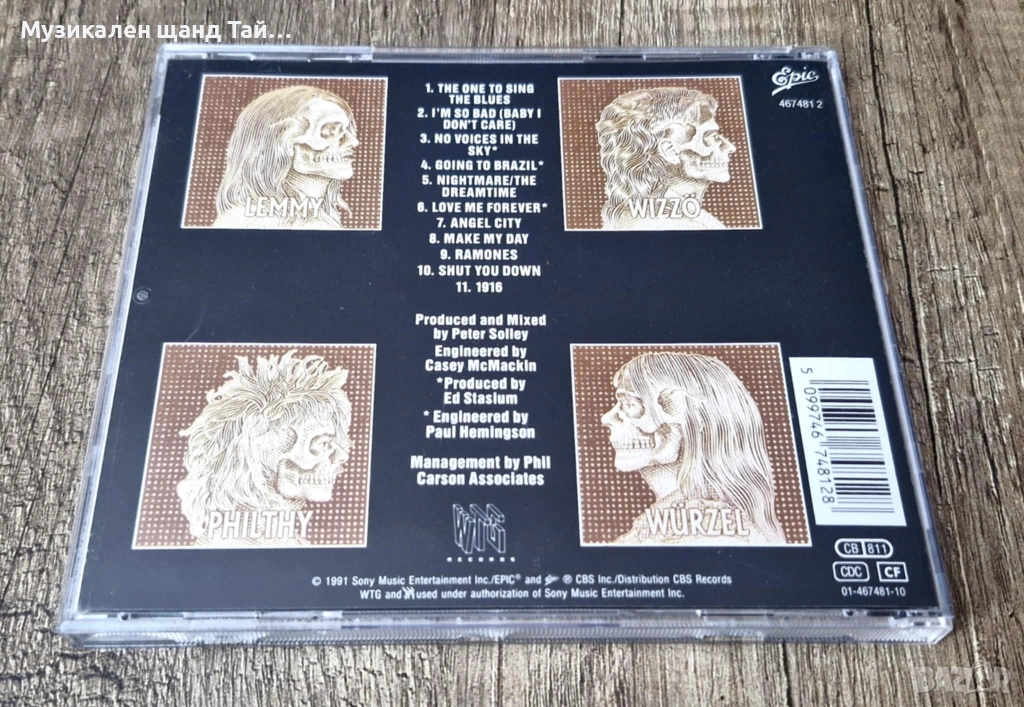 Музикален щанд Тай...
Epic
467481 2
1. THE ONE TO SING
THE BLUES
2. I'M SO BAD (BABY I
DON'T CARE)
3. NO VOICES IN THE
SKY*
4. GOING TO BRAZIL*
5. NIGHTMARE/THE
DREAMTIME
6. LOVE ME FOREVER*
7. ANGEL CITY
8. MAKE MY DAY
9. RAMONES
10. SHUT YOU DOWN
11. 1916
LEMMY
WIZZÖ
Produced and Mixed
by Peter Solley
Engineered by
Casey McMackin
*Produced by
Ed Stasium
* Engineered by
Paul Hemingson
Management by Phil
Carson Associates
PHILTHY
WÜRZEL
WTG
RECORDS
5 099746 748128
CB 811
CDC CF
01-467481-10
© 1991 Sony Music Entertainment Inc./EPIC® and ℗ CBS Inc./Distribution CBS Records
WTG and used under authorization of Sony Music Entertainment Inc.
BAZAR